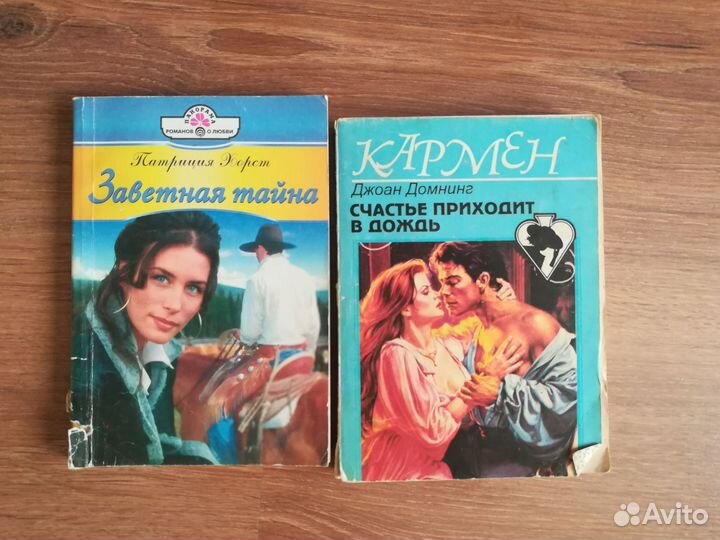 ПАНОРАМА
РОМАНОВ О ЛЮБВИ
Патриция Хорст
Заветная тайна
КАРМЕН
Джоан Домнинг
СЧАСТЬЕ ПРИХОДИТ
В ДОЖДЬ
Avito